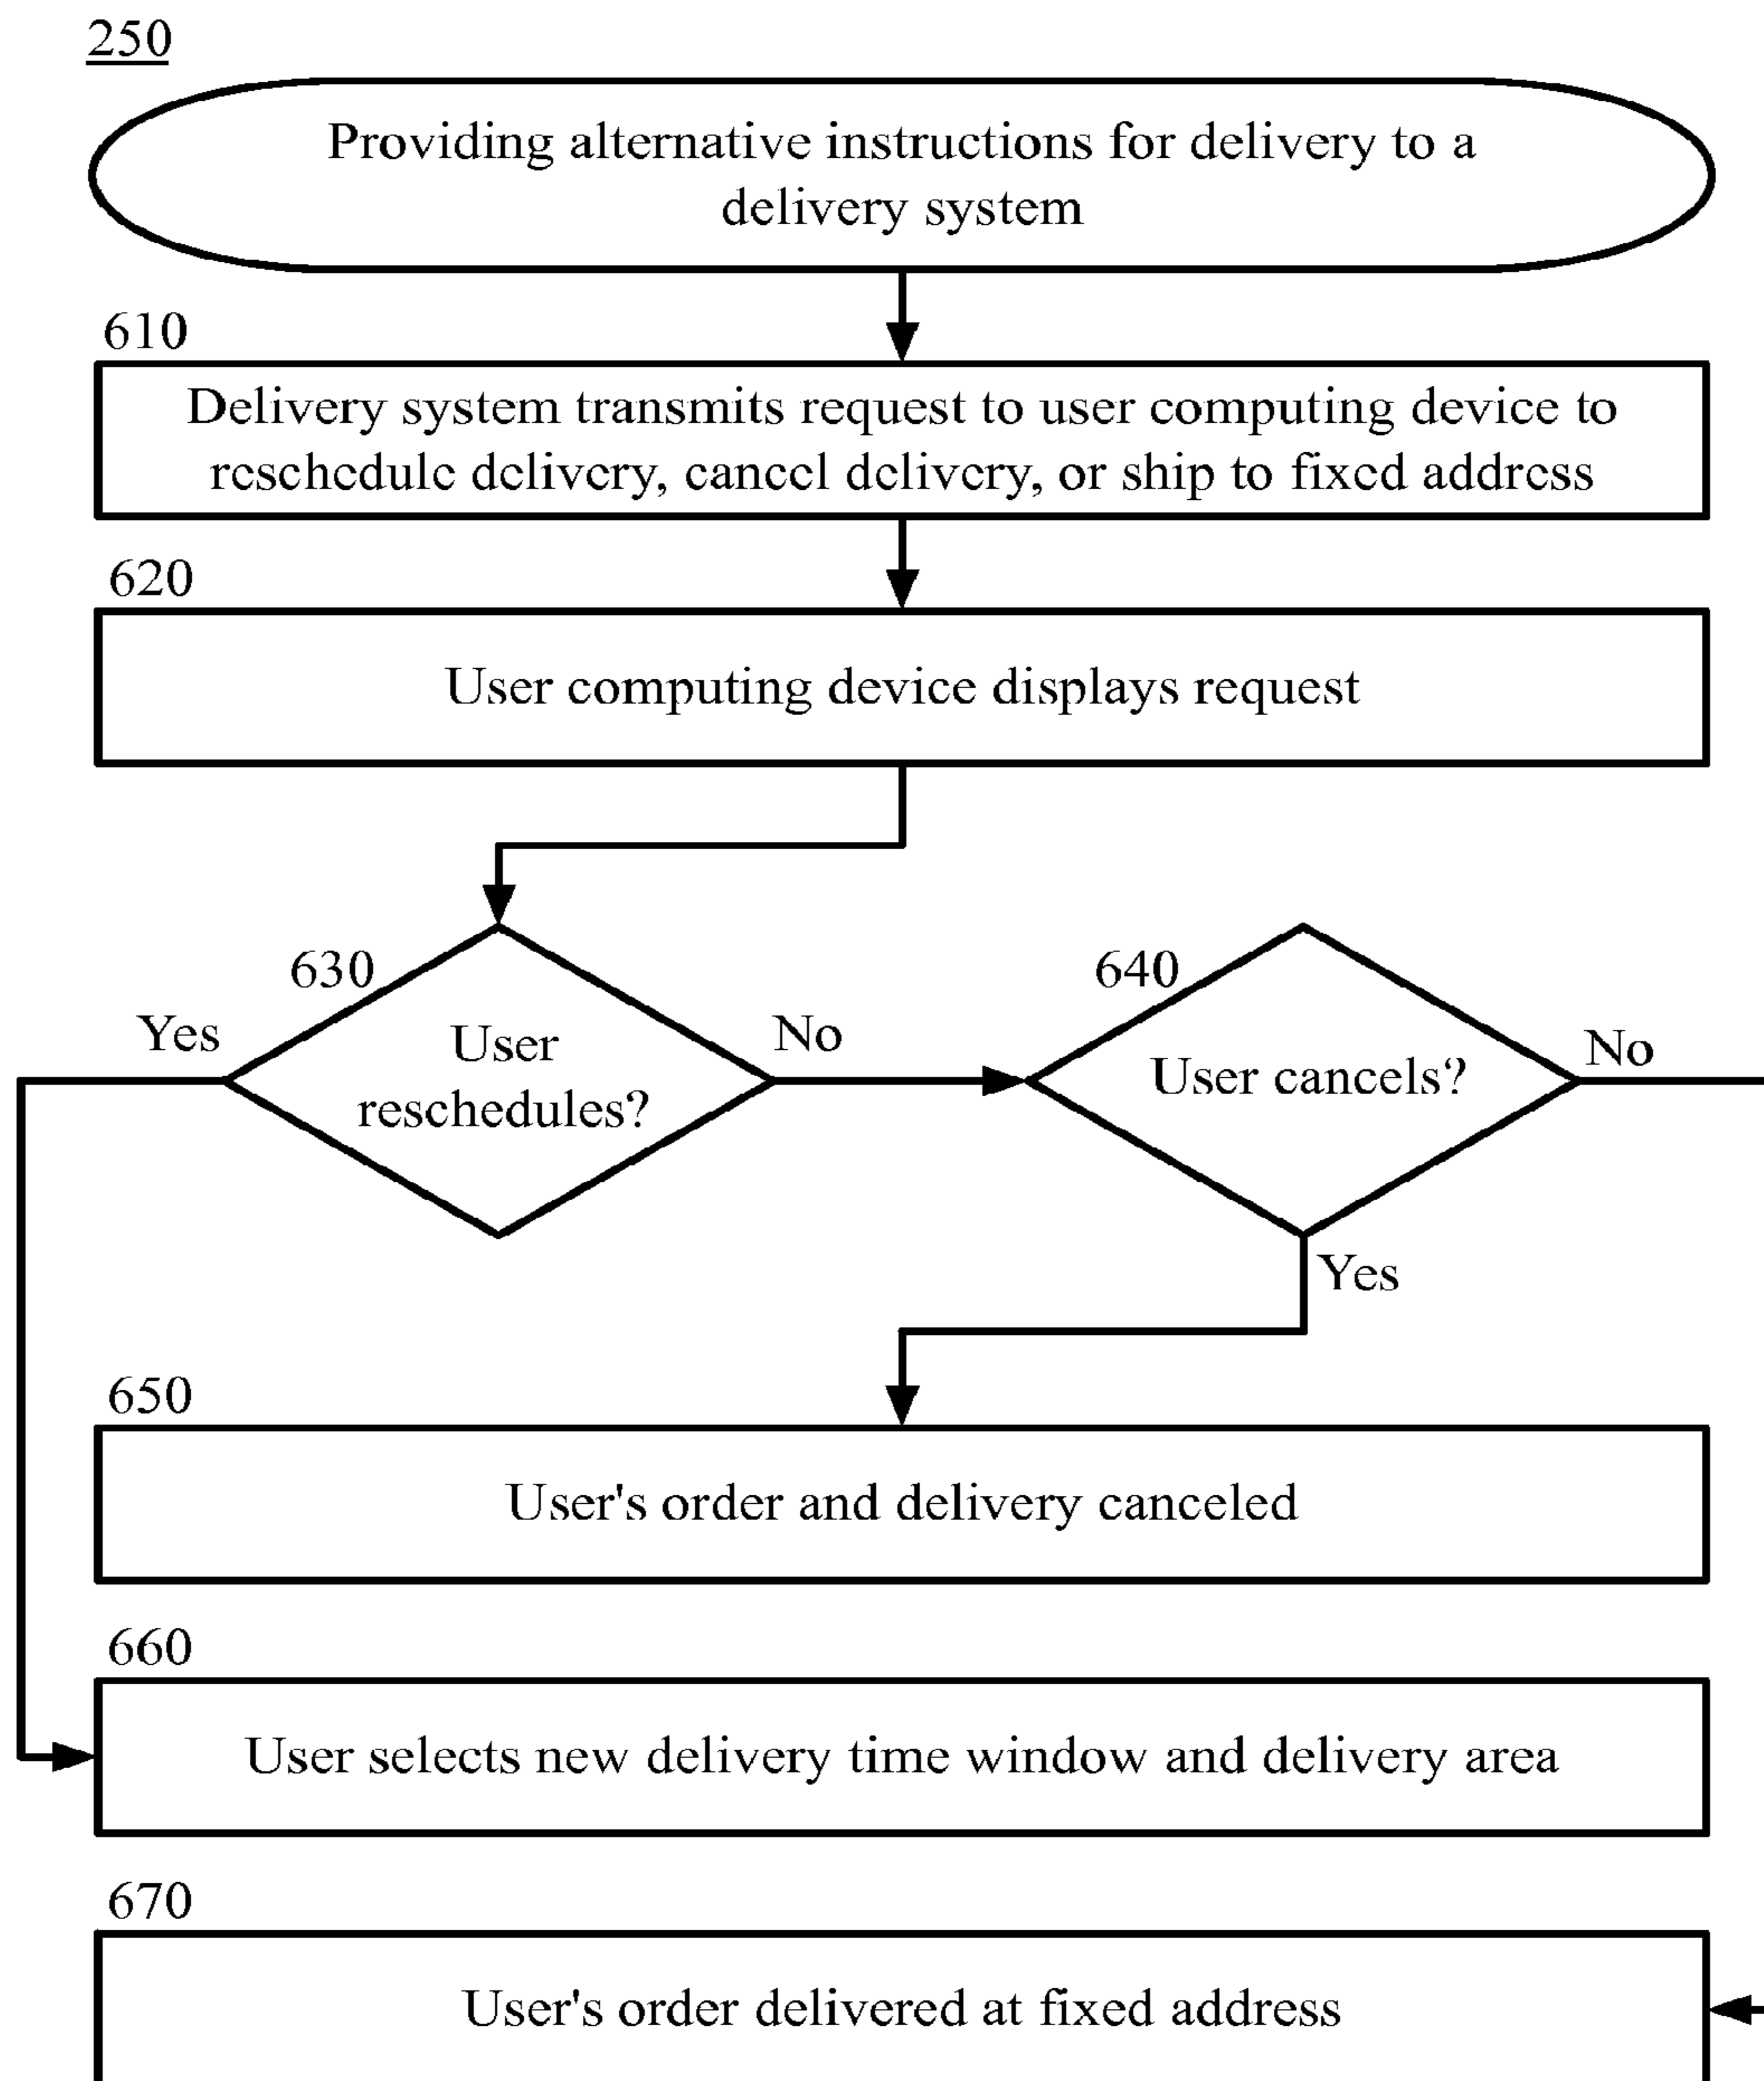 250
Providing alternative instructions for delivery to a
delivery system
610
Delivery system transmits request to user computing device to
reschedule delivery, cancel delivery, or ship to fixed address
620
User computing device displays request
630
640
Yes
User
reschedules?
No
User cancels?
No
Yes
650
User's order and delivery canceled
660
User selects new delivery time window and delivery area
670
User's order delivered at fixed address